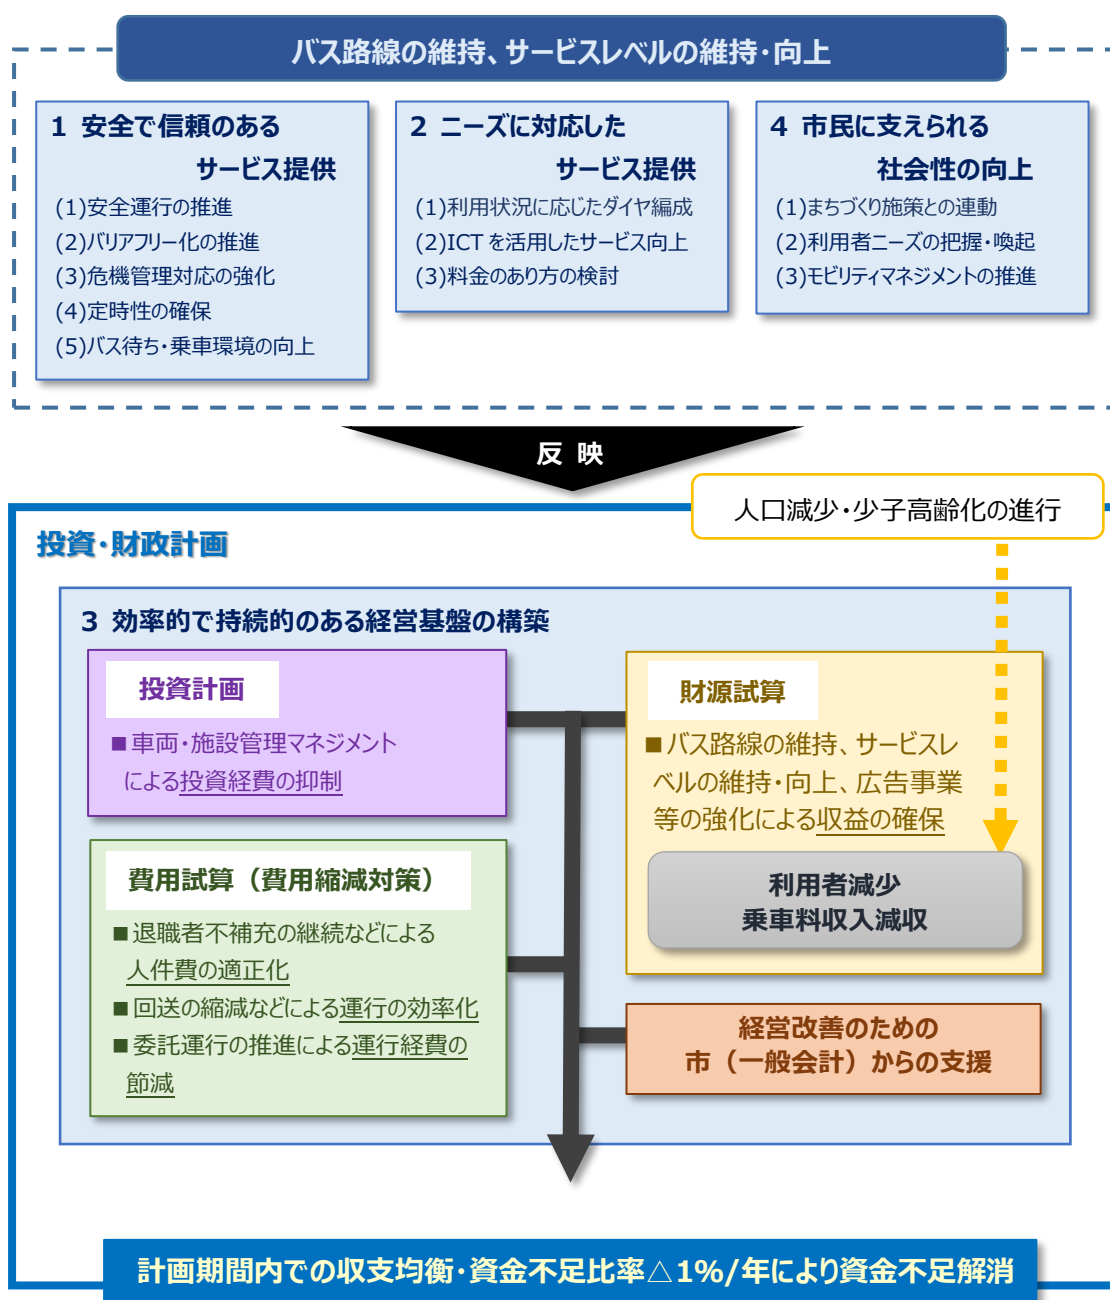 バス路線の維持、サービスレベルの維持・向上
1 安全で信頼のある
サービス提供
(1)安全運行の推進
(2)バリアフリー化の推進
(3)危機管理対応の強化
(4)定時性の確保
(5)バス待ち・乗車環境の向上
2 ニーズに対応した
サービス提供
(1)利用状況に応じたダイヤ編成
(2)ICT を活用したサービス向上
(3)料金のあり方の検討
4 市民に支えられる
社会性の向上
(1)まちづくり施策との連動
(2)利用者ニーズの把握・喚起
(3)モビリティマネジメントの推進
反 映
人口減少・少子高齢化の進行
投資・財政計画
3 効率的で持続的のある経営基盤の構築
投資計画
■車両・施設管理マネジメント
による投資経費の抑制
費用試算（費用縮減対策）
■退職者不補充の継続などによる
人件費の適正化
■回送の縮減などによる運行の効率化
■委託運行の推進による運行経費の
節減
財源試算
■バス路線の維持、サービスレ
ベルの維持・向上、広告事業
等の強化による収益の確保
利用者減少
乗車料収入減収
経営改善のための
市（一般会計）からの支援
計画期間内での収支均衡・資金不足比率△1%/年により資金不足解消